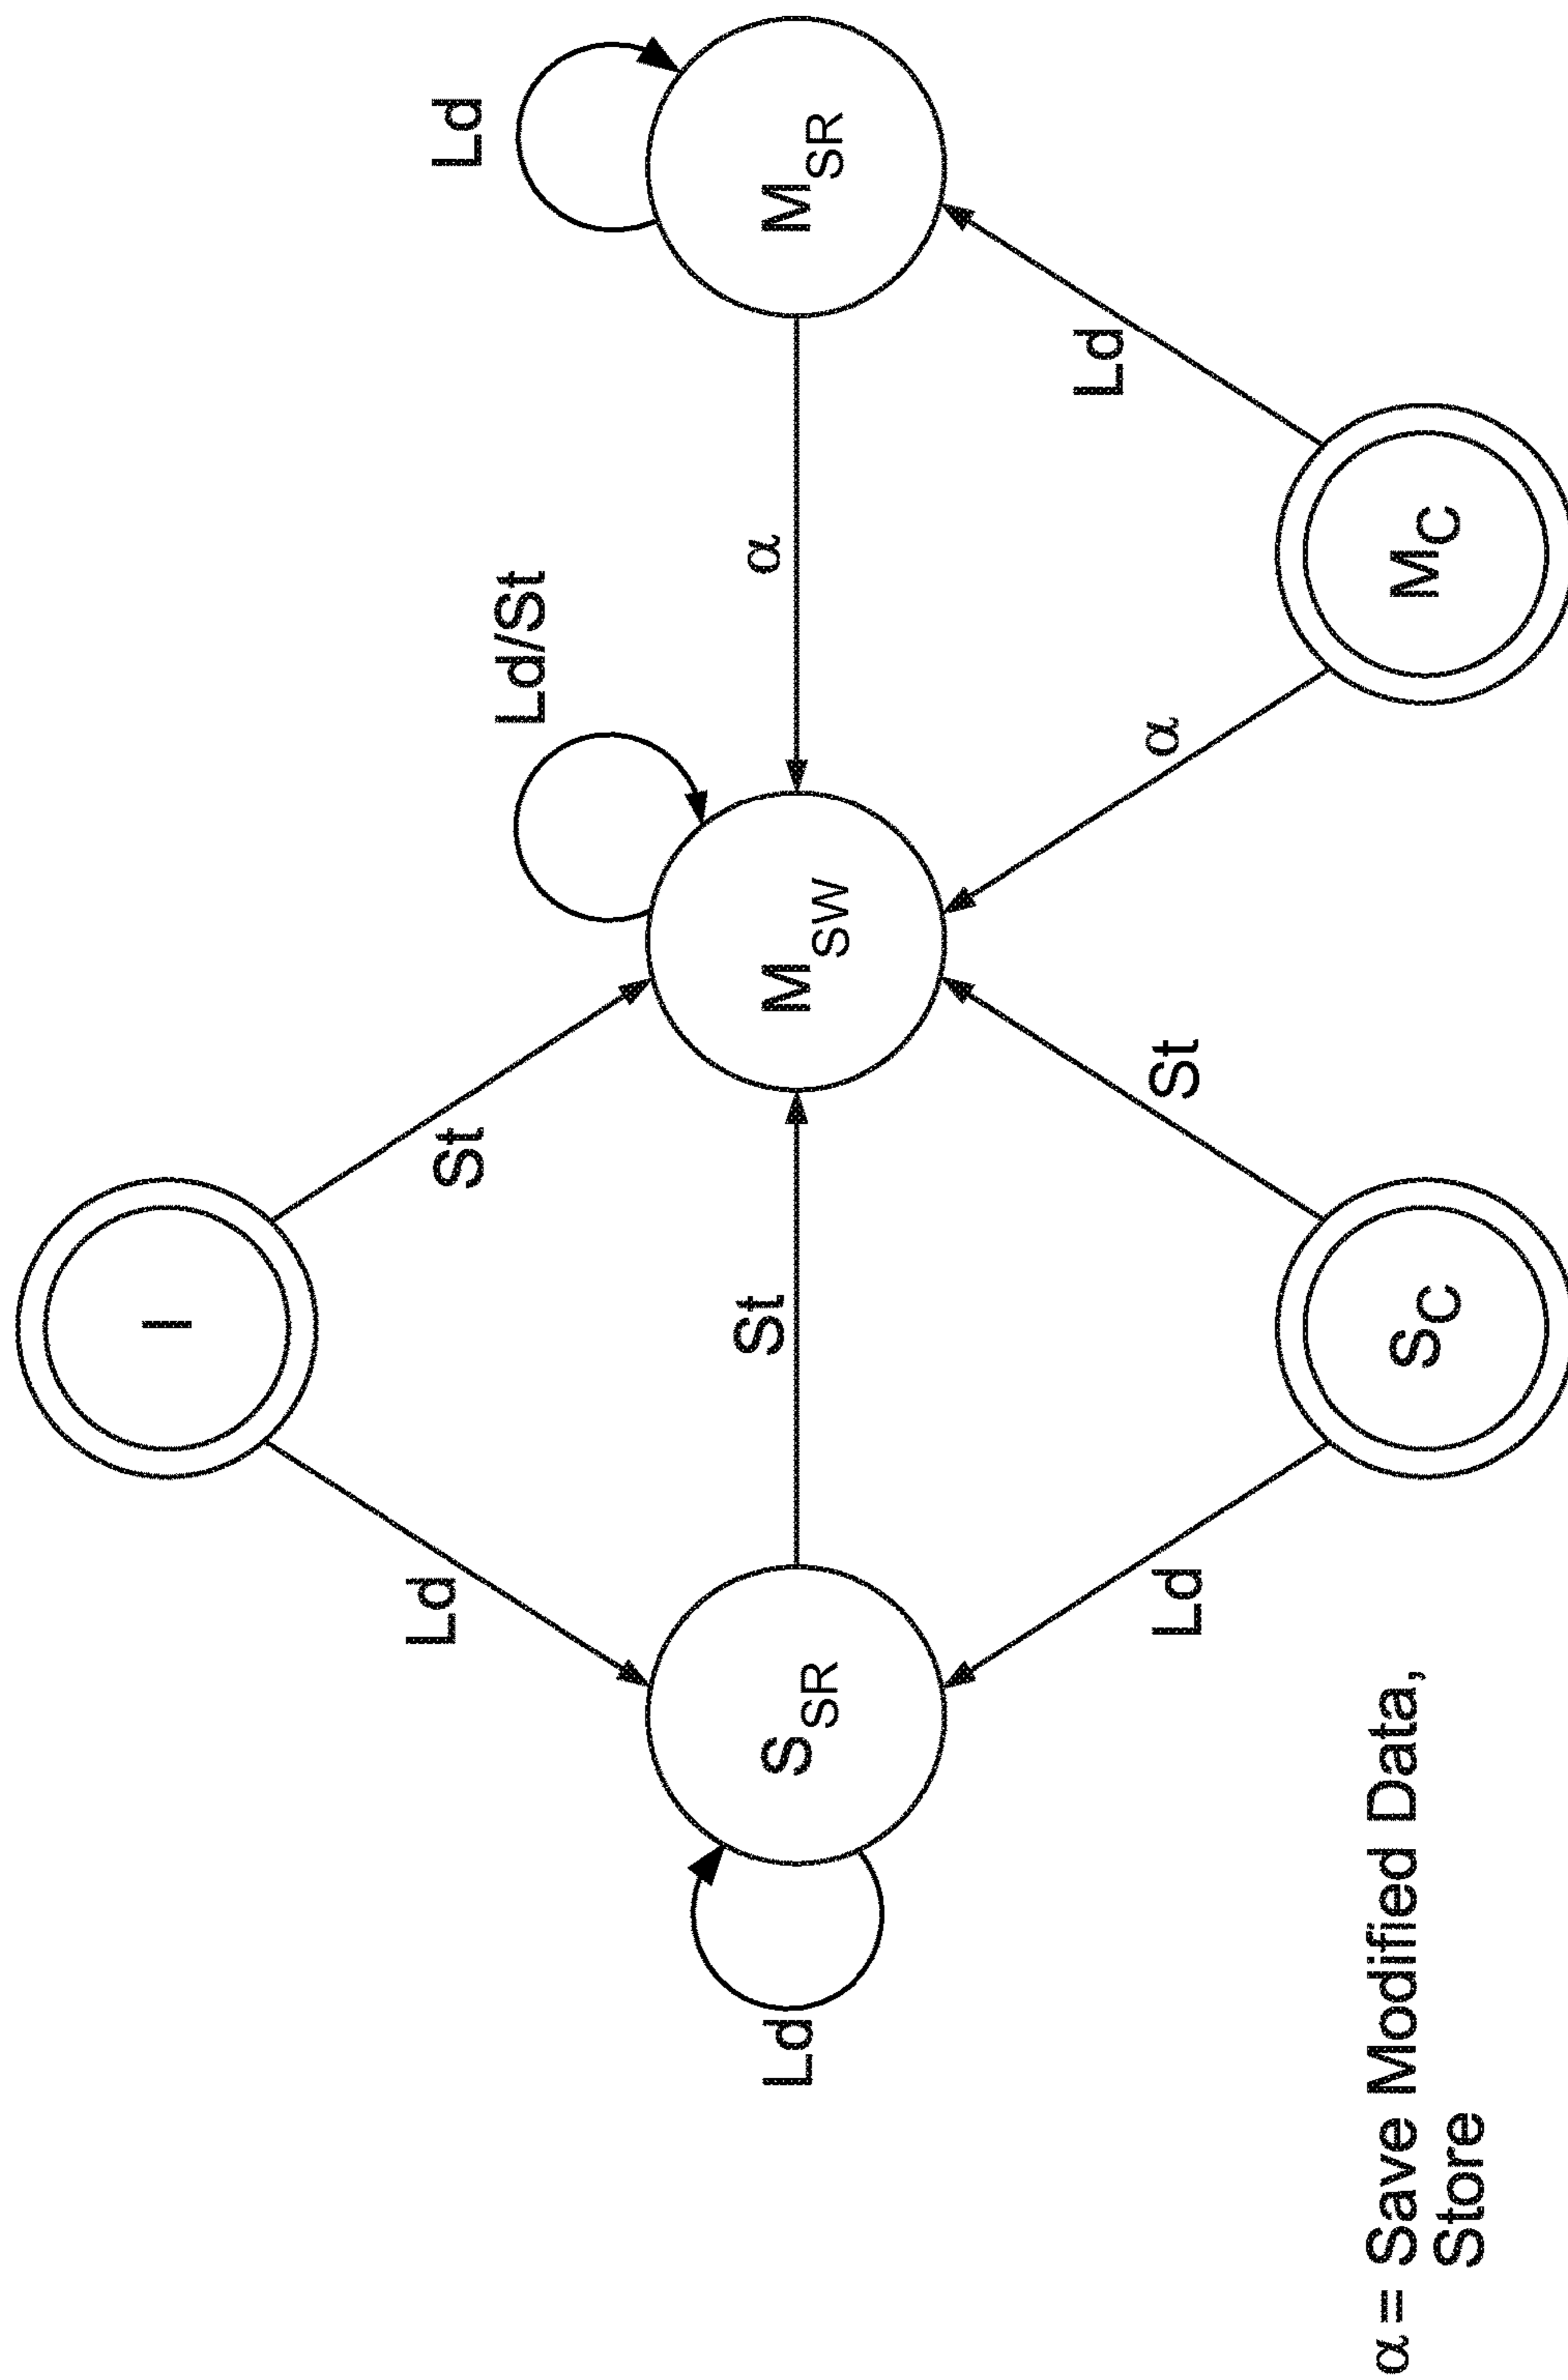 I
Ld
St
Ld/St
Ld
St
α
Ld
S_SR
M_SW
M_SR
Ld
St
α
Ld
S_C
M_C
α = Save Modified Data,
Store